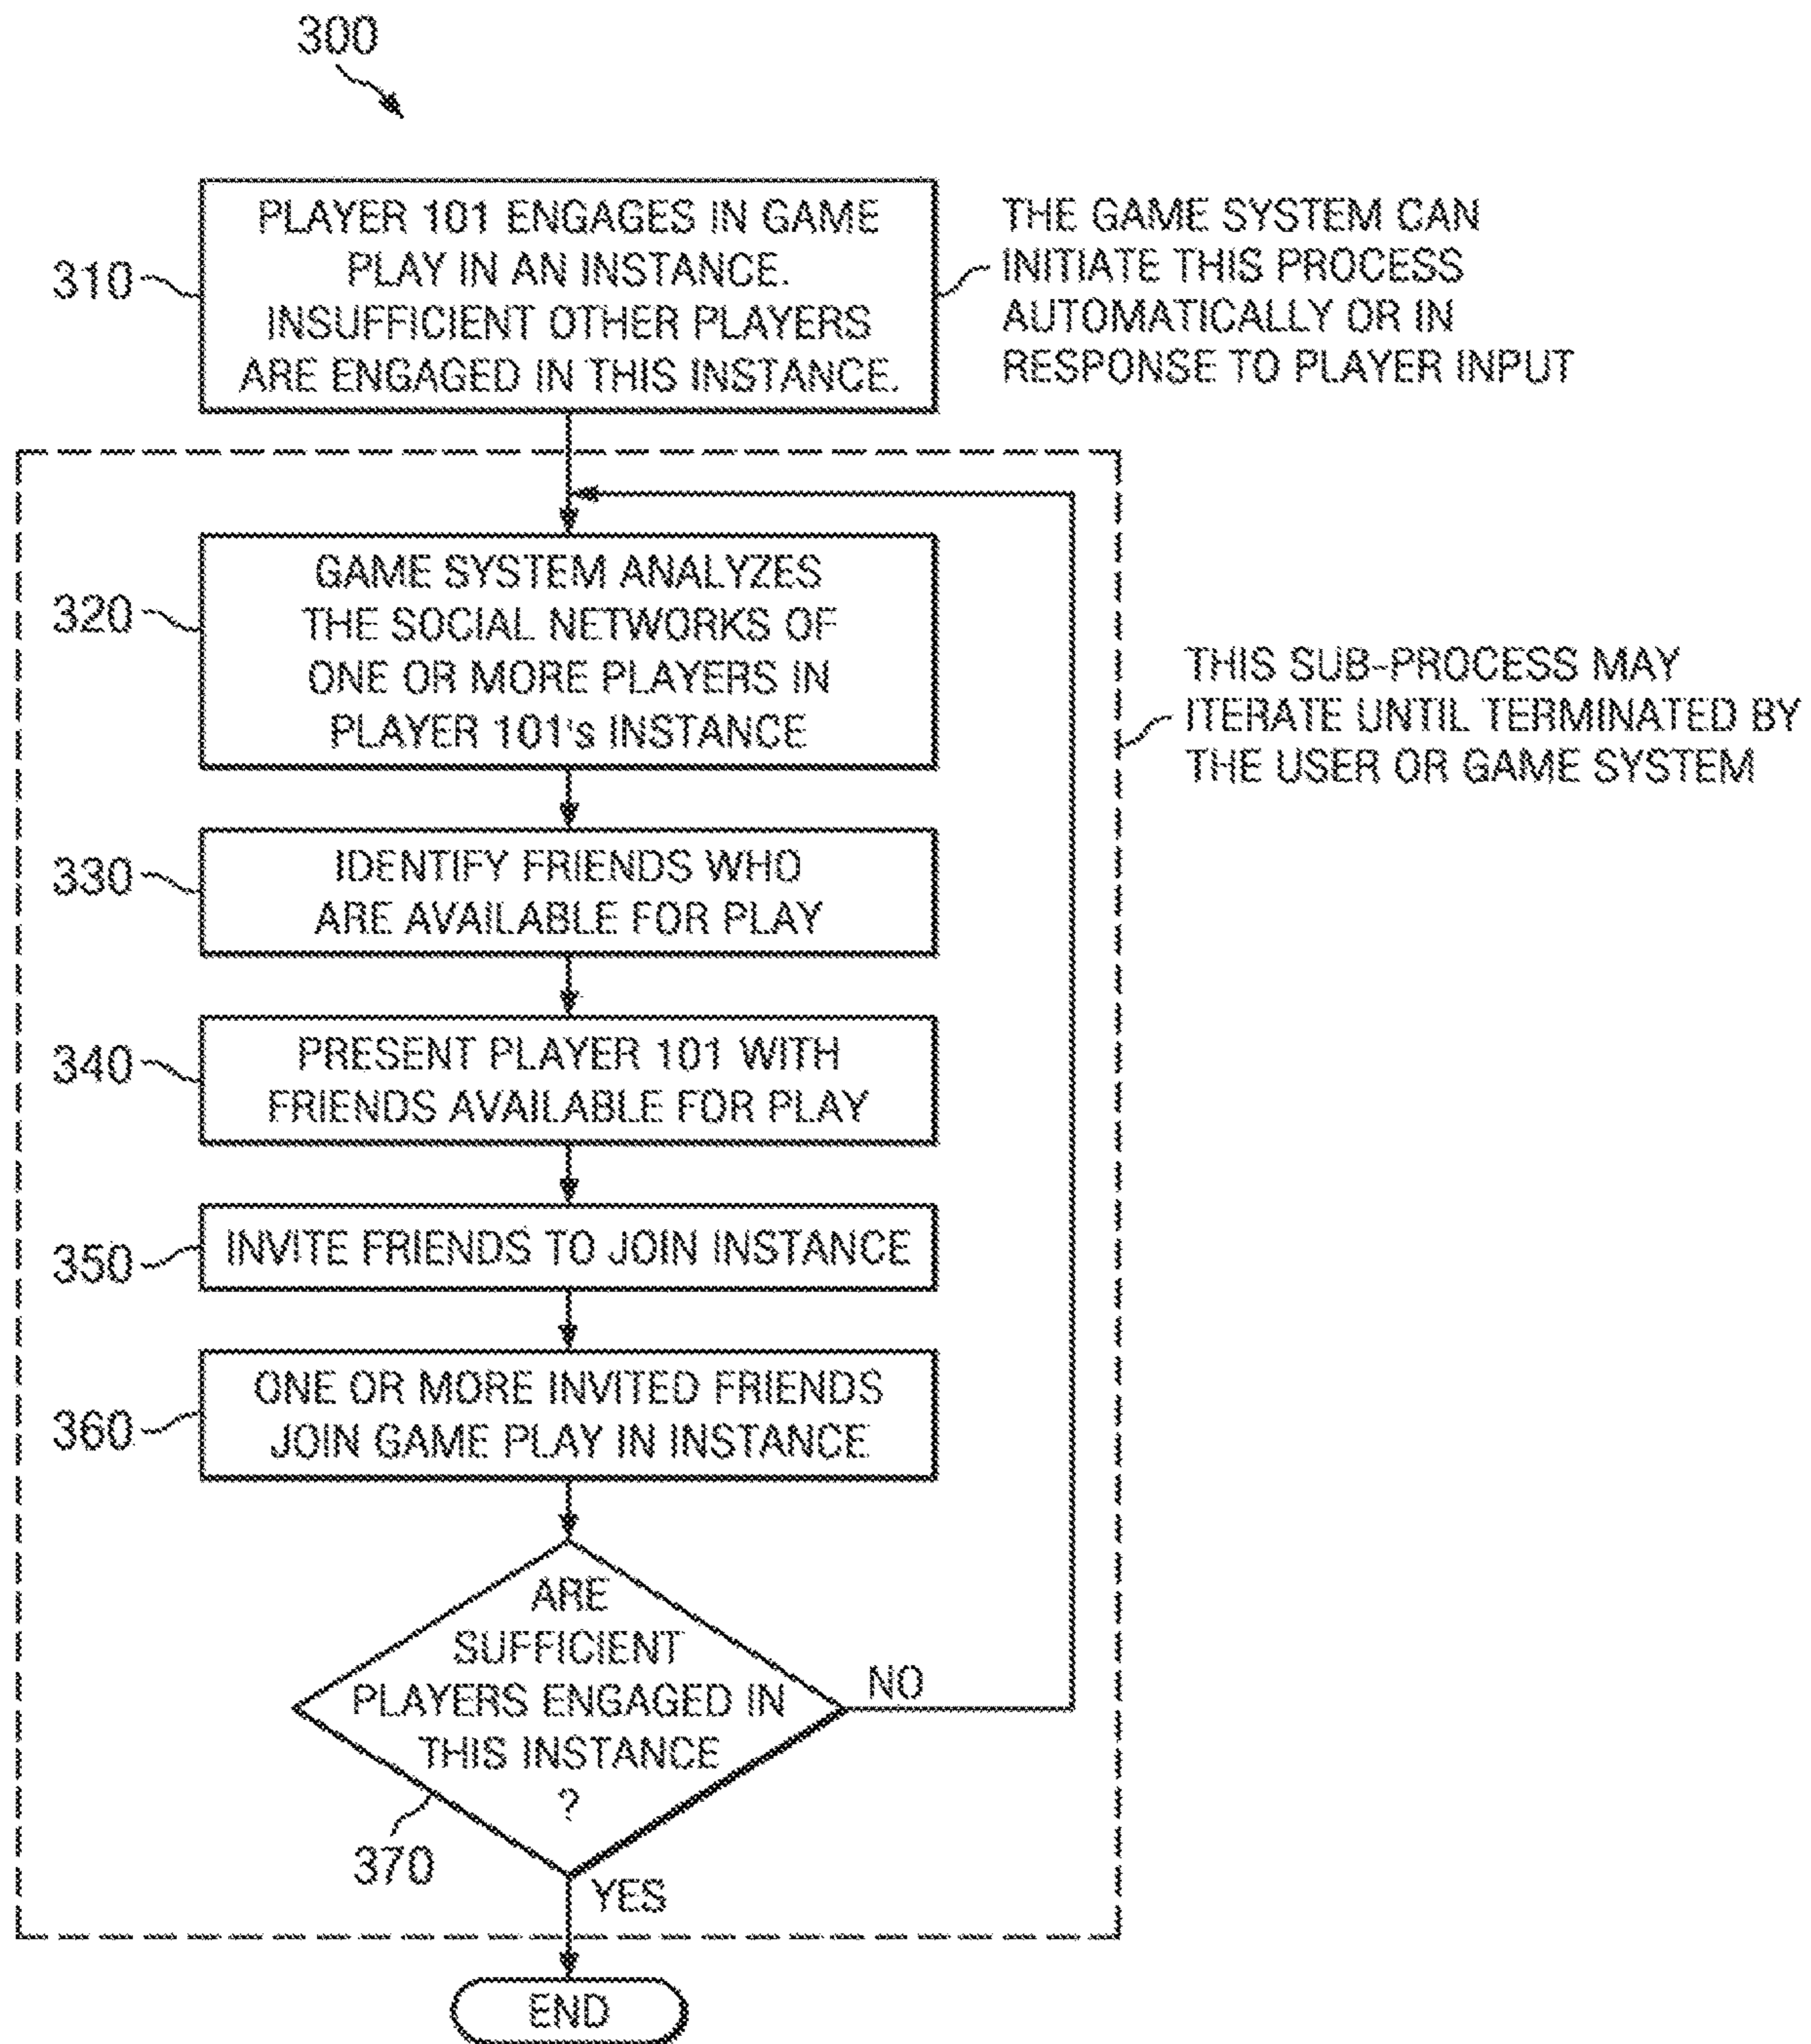 300
310
PLAYER 101 ENGAGES IN GAME
PLAY IN AN INSTANCE.
INSUFFICIENT OTHER PLAYERS
ARE ENGAGED IN THIS INSTANCE.
THE GAME SYSTEM CAN
INITIATE THIS PROCESS
AUTOMATICALLY OR IN
RESPONSE TO PLAYER INPUT
320
GAME SYSTEM ANALYZES
THE SOCIAL NETWORKS OF
ONE OR MORE PLAYERS IN
PLAYER 101's INSTANCE
THIS SUB-PROCESS MAY
ITERATE UNTIL TERMINATED BY
THE USER OR GAME SYSTEM
330
IDENTIFY FRIENDS WHO
ARE AVAILABLE FOR PLAY
340
PRESENT PLAYER 101 WITH
FRIENDS AVAILABLE FOR PLAY
350
INVITE FRIENDS TO JOIN INSTANCE
360
ONE OR MORE INVITED FRIENDS
JOIN GAME PLAY IN INSTANCE
ARE
SUFFICIENT
PLAYERS ENGAGED IN
THIS INSTANCE
?
NO
370
YES
END